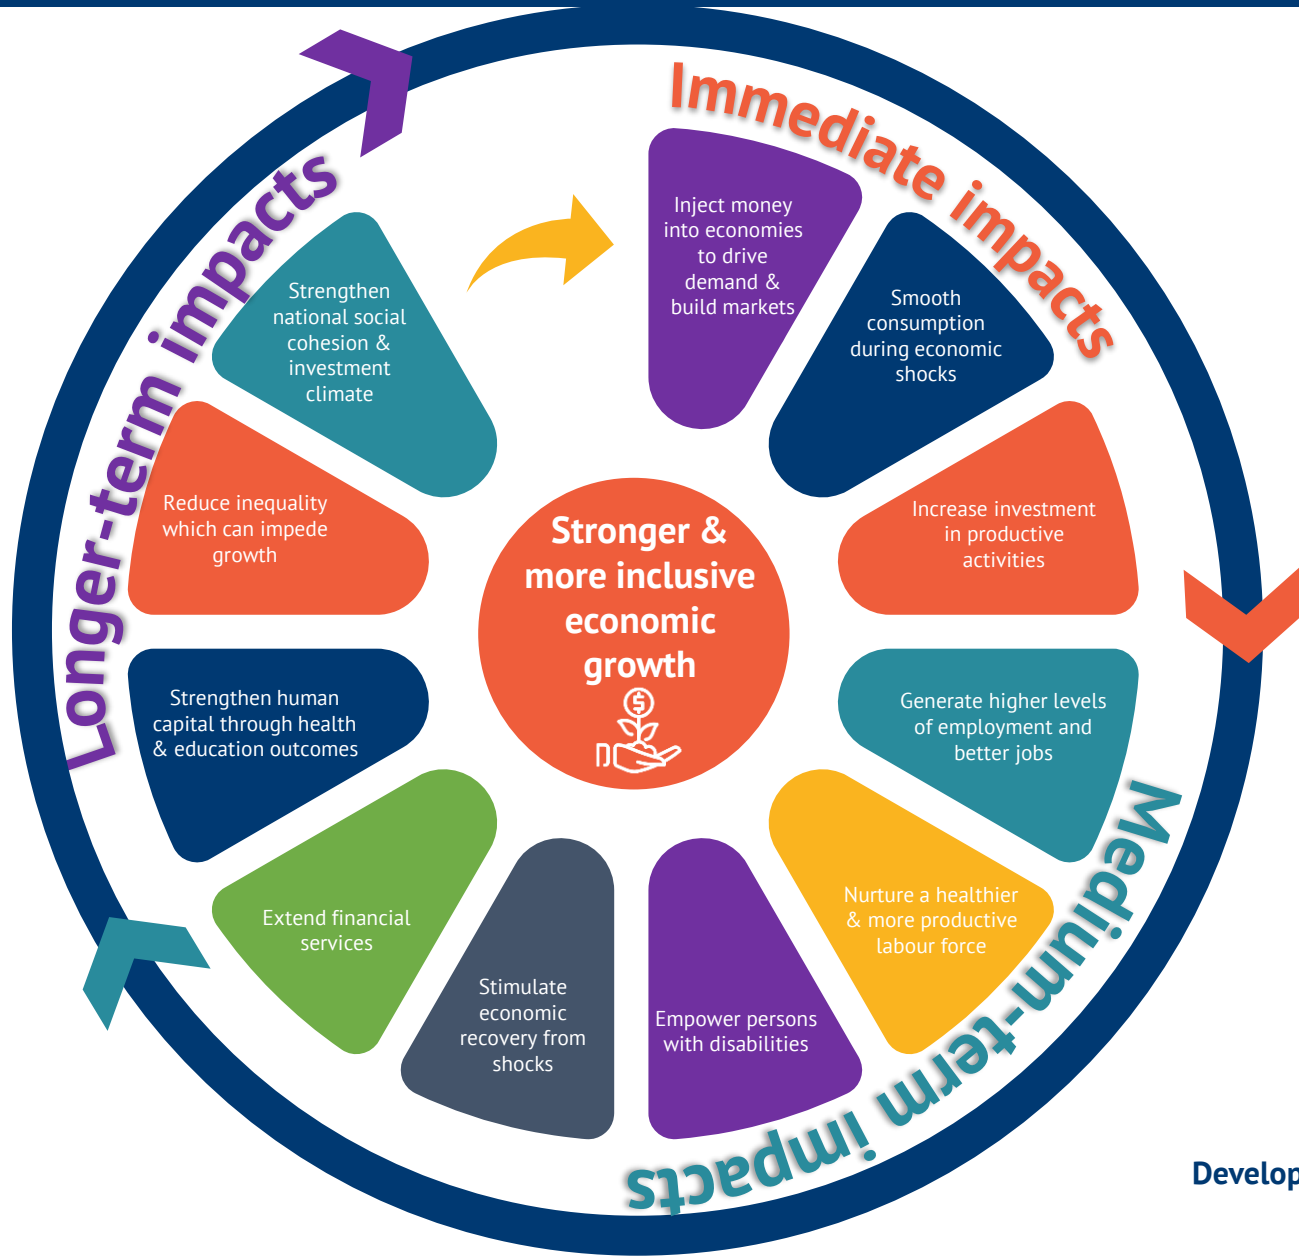 Immediate impacts
Inject money
into economies
to drive
demand &
build markets
Smooth
consumption
during economic
shocks
Increase investment
in productive
activities
Generate higher levels
of employment and
better jobs
Medium-term impacts
Nurture a healthier
& more productive
labour force
Empower persons
with disabilities
Stimulate
economic
recovery from
shocks
Extend financial
services
Longer-term impacts
Strengthen human
capital through health
& education outcomes
Reduce inequality
which can impede
growth
Strengthen
national social
cohesion &
investment
climate
Stronger &
more inclusive
economic
growth
$
Develop